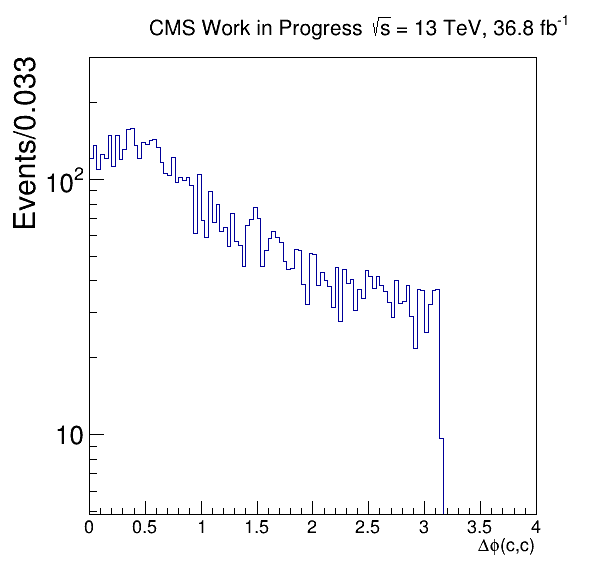 CMS Work in Progress √s = 13 TeV, 36.8 fb⁻¹
Events/0.033
10²
10
0 0.5 1 1.5 2 2.5 3 3.5 4
Δϕ(c,c)